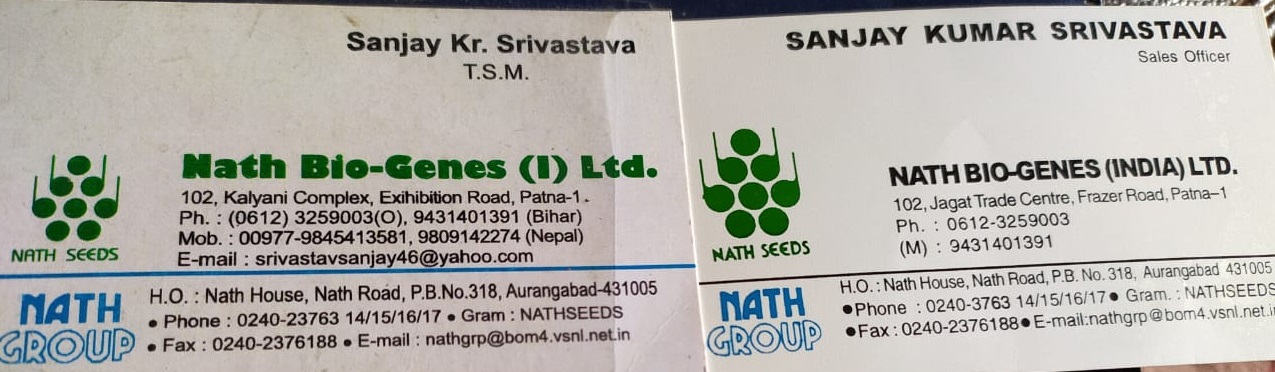 Sanjay Kr. Srivastava
T.S.M.
Nath Bio-Genes (I) Ltd.
102, Kalyani Complex, Exihibition Road, Patna-1.
Ph. : (0612) 3259003(O), 9431401391 (Bihar)
Mob. : 00977-9845413581, 9809142274 (Nepal)
E-mail : srivastavsanjay46@yahoo.com
NATH SEEDS
NATH
GROUP
H.O. : Nath House, Nath Road, P.B.No.318, Aurangabad-431005
• Phone : 0240-23763 14/15/16/17 • Gram : NATHSEEDS
• Fax : 0240-2376188 • E-mail : nathgrp@bom4.vsnl.net.in
SANJAY KUMAR SRIVASTAVA
Sales Officer
NATH BIO-GENES (INDIA) LTD.
102, Jagat Trade Centre, Frazer Road, Patna–1
Ph. : 0612-3259003
(M) : 9431401391
NATH SEEDS
NATH
GROUP
H.O. : Nath House, Nath Road, P.B. No. 318, Aurangabad 431005
●Phone : 0240-3763 14/15/16/17● Gram. : NATHSEEDS
●Fax : 0240-2376188● E-mail:nathgrp@bom4.vsnl.net.in